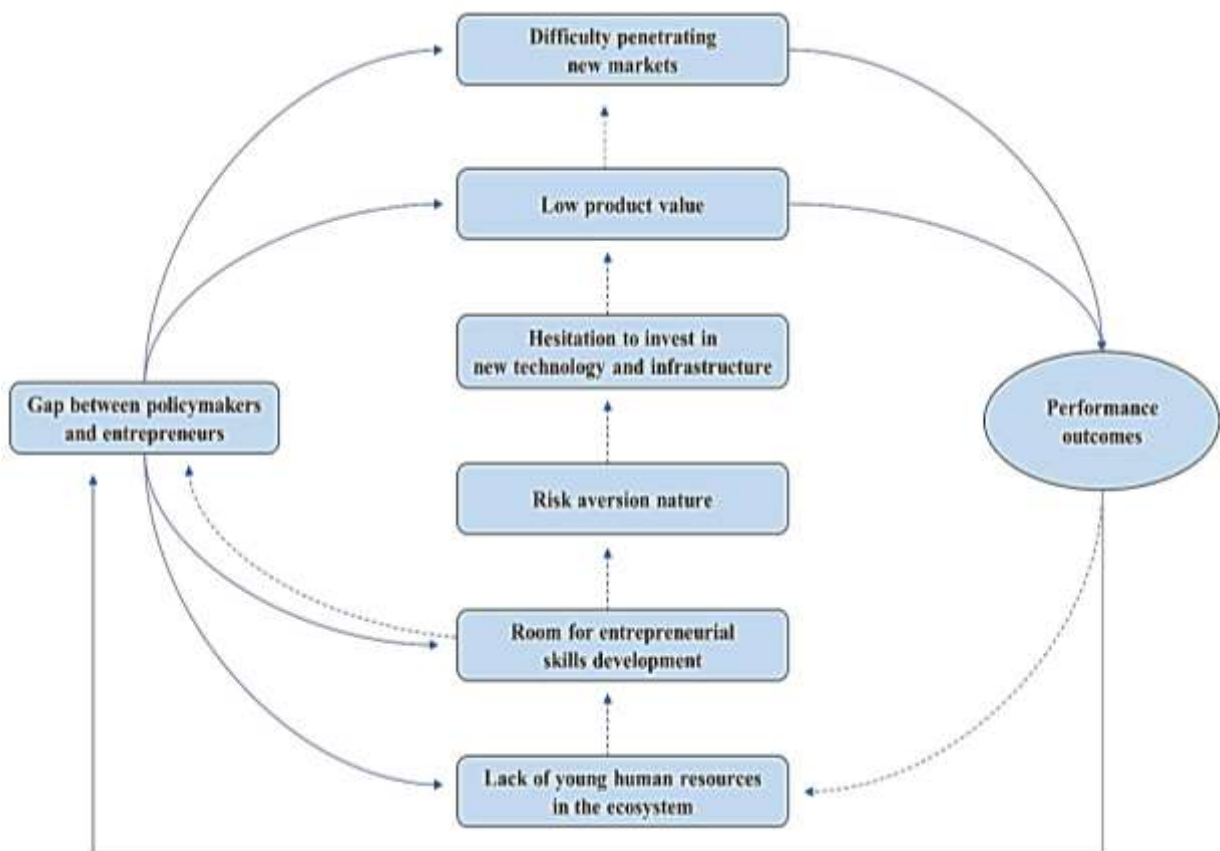 Difficulty penetrating
new markets
Low product value
Hesitation to invest in
new technology and infrastructure
Gap between policymakers
and entrepreneurs
Performance
outcomes
Risk aversion nature
Room for entrepreneurial
skills development
Lack of young human resources
in the ecosystem